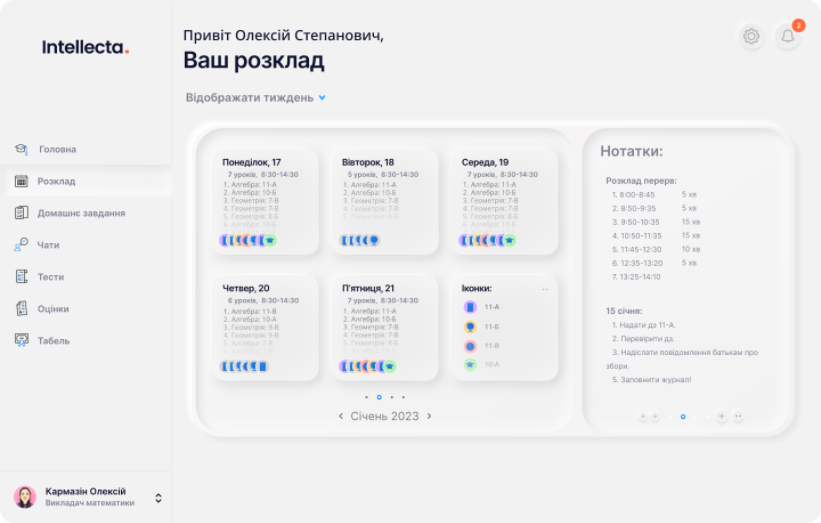 Intellecta.
Привіт Олексій Степанович,
Ваш розклад
Відображати тиждень
2
Головна
Розклад
Домашнє завдання
Чати
Тести
Оцінки
Табель
Кармазін Олексій
Викладач математики
Понеділок, 17
7 уроків, 8:30-14:30
1. Алгебра: 11-А
2. Алгебра: 10-Б
3. Геометрія: 7-В
4. Геометрія: 7-В
5. Геометрія: 8-Б
6. Алгебра: 10-Б
Вівторок, 18
5 уроків, 8:30-14:30
1. Алгебра: 11-А
2. Алгебра: 10-Б
3. Геометрія: 7-В
4. Геометрія: 7-В
Середа, 19
7 уроків, 8:30-14:30
1. Алгебра: 11-А
2. Алгебра: 10-Б
3. Геометрія: 7-В
4. Геометрія: 7-В
5. Геометрія: 8-Б
6. Алгебра: 10-Б
Четвер, 20
6 уроків, 8:30-14:30
1. Алгебра: 11-В
2. Алгебра: 10-А
3. Геометрія: 9-В
4. Геометрія: 9-В
5. Алгебра: 7-В
П'ятниця, 21
7 уроків, 8:30-14:30
1. Алгебра: 11-А
2. Алгебра: 10-Б
3. Геометрія: 7-В
4. Геометрія: 7-В
5. Геометрія: 8-Б
Іконки:
11-А
11-Б
11-В
10-А
Січень 2023
Нотатки:
Розклад перерв:
1. 8:00-8:45 5 хв
2. 8:50-9:35 5 хв
3. 9:50-10:35 15 хв
4. 10:50-11:35 15 хв
5. 11:45-12:30 10 хв
6. 12:35-13:20 5 хв
7. 13:25-14:10
15 січня:
1. Надати дз 11-А.
2. Перевірити дз.
3. Надіслати повідомлення батькам про
збори.
5. Заповнити журнал!